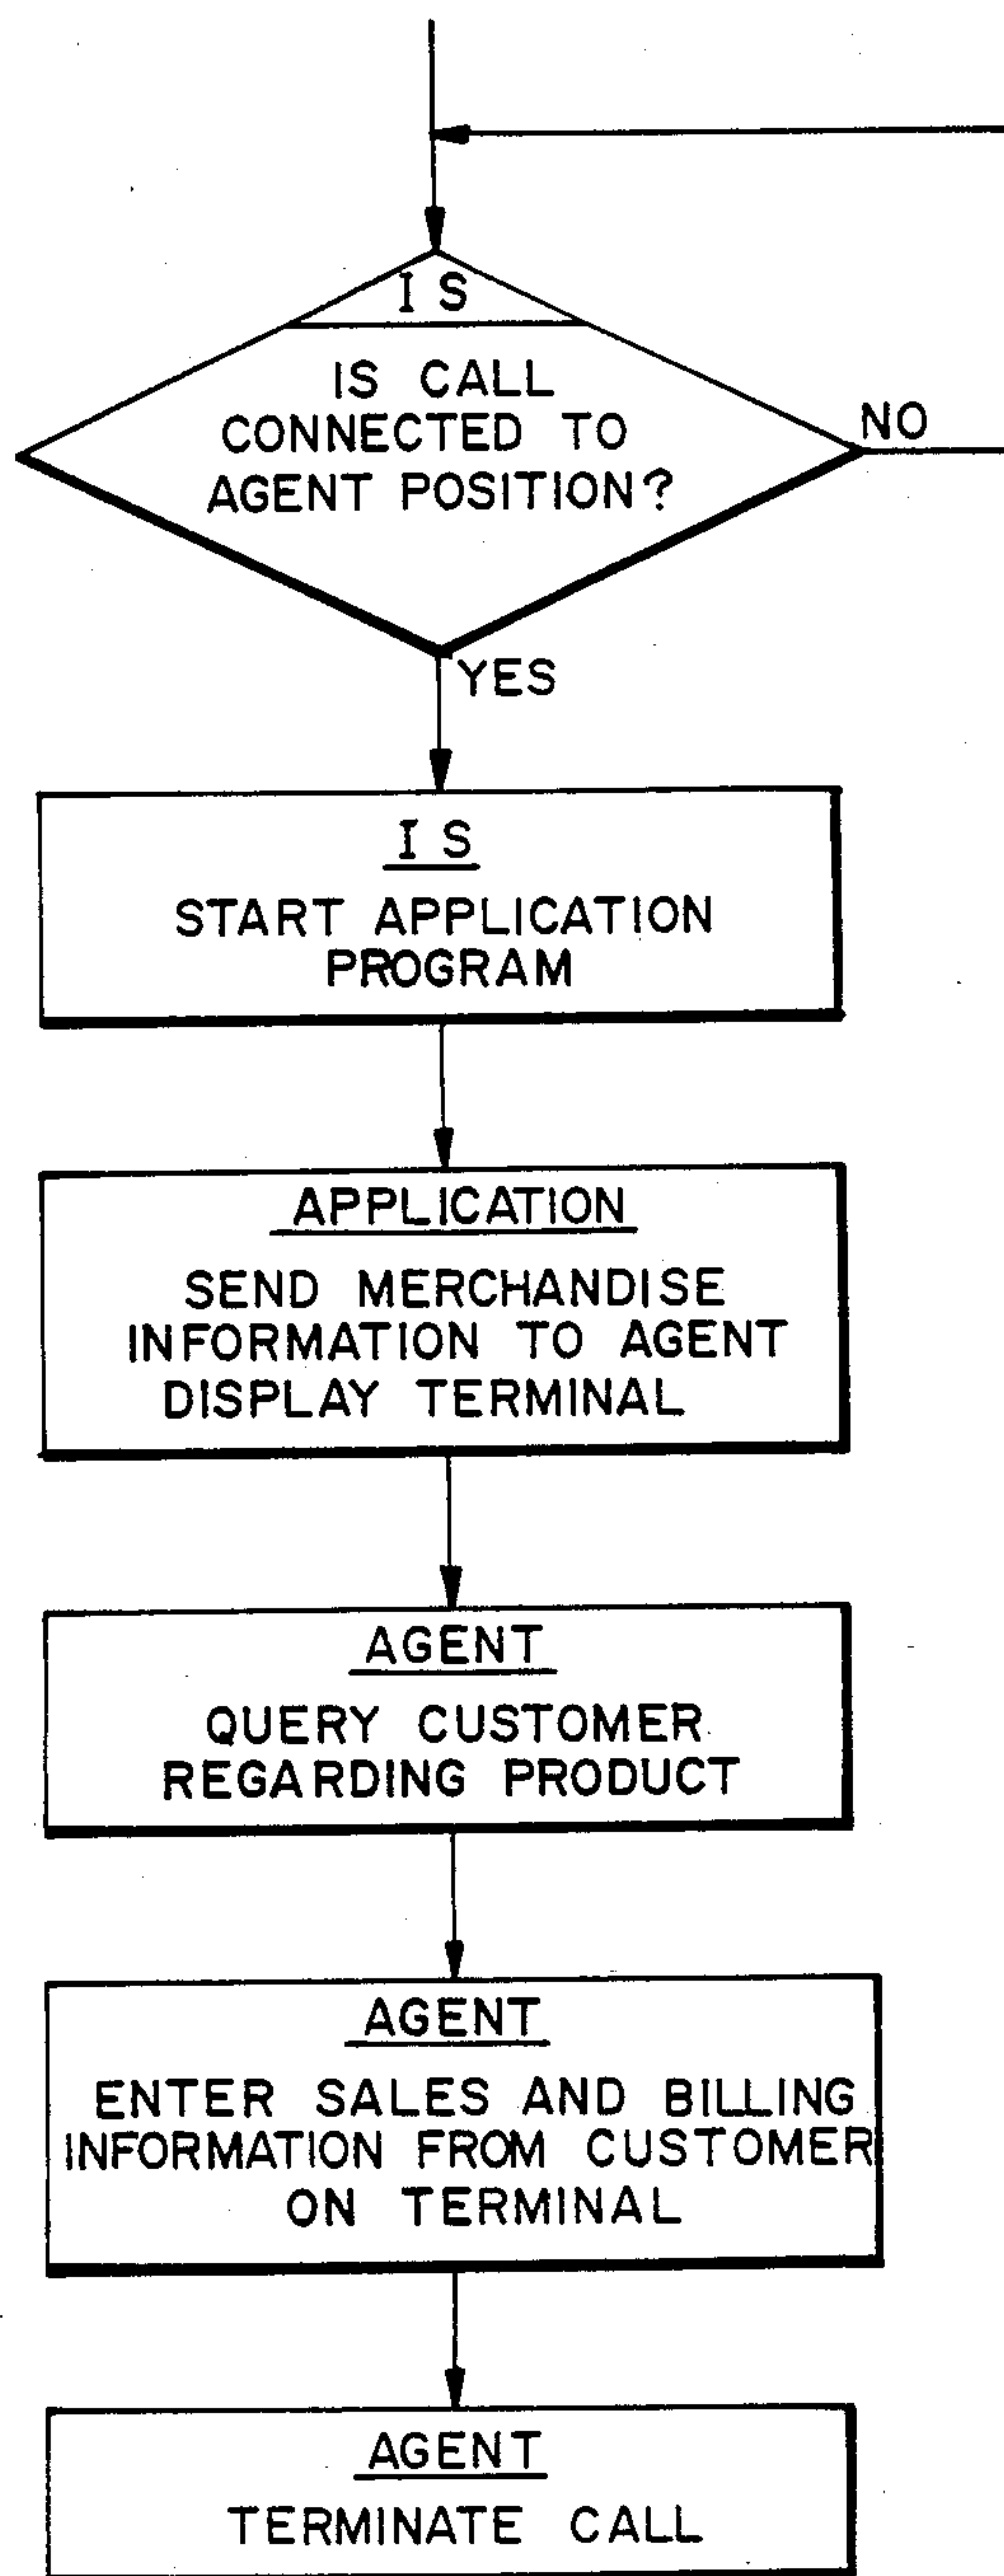 IS
IS CALL
CONNECTED TO
AGENT POSITION?
NO
YES
IS
START APPLICATION
PROGRAM
APPLICATION
SEND MERCHANDISE
INFORMATION TO AGENT
DISPLAY TERMINAL
AGENT
QUERY CUSTOMER
REGARDING PRODUCT
AGENT
ENTER SALES AND BILLING
INFORMATION FROM CUSTOMER
ON TERMINAL
AGENT
TERMINATE CALL